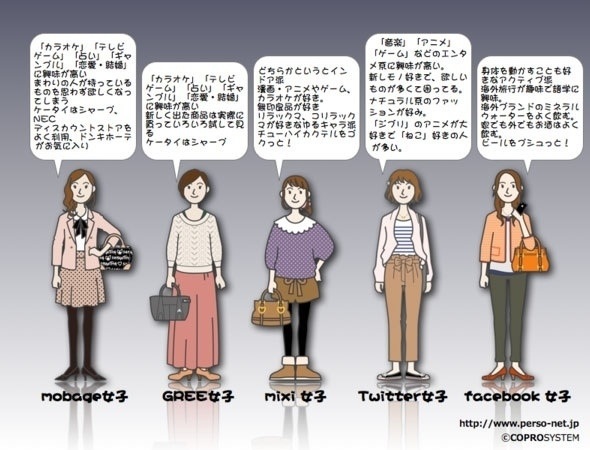 「カラオケ」「テレビ
ゲーム」「占い」「ギャ
ンブル」「恋愛・結婚」
に興味が高い
まわりの人が持っている
ものを思わず欲しくなっ
てしまう
ケータイはシャープ、
NEC
ディスカウントストアを
よく利用、ドンキホーテ
がお気に入り
「カラオケ」「テレビ
ゲーム」「占い」「ギャ
ンブル」「恋愛・結婚」
に興味が高い
新しく出た商品は実際に
買っていろいろ試して見
る
ケータイはシャープ
どちらかというとインド
ア派
漫画・アニメやゲーム、
カラオケが好き。
無印良品が好き
リラックマ、コリラック
マが好きなゆるキャラ派
チューハイカクテルをゴ
クっと！
「音楽」「アニメ」
「ゲーム」などのエンタ
メ系に興味が高い。
新しモノ好きで、欲しい
ものが多くて困ってる。
ナチュラル系のファッ
ションが好み。
「ジブリ」のアニメが大
好きで「ねこ」好きの人
が多い。
身体を動かすことも好
きなアクティブ派
海外旅行が趣味で語学に
興味。
海外ブランドのミネラル
ウォーターをよく飲む。
家でも外でもお酒はよく
飲む。
ビールをプシュっと！
mobage女子
GREE女子
mixi 女子
Twitter女子
facebook 女子
http://www.perso-net.jp
©COPROSYSTEM